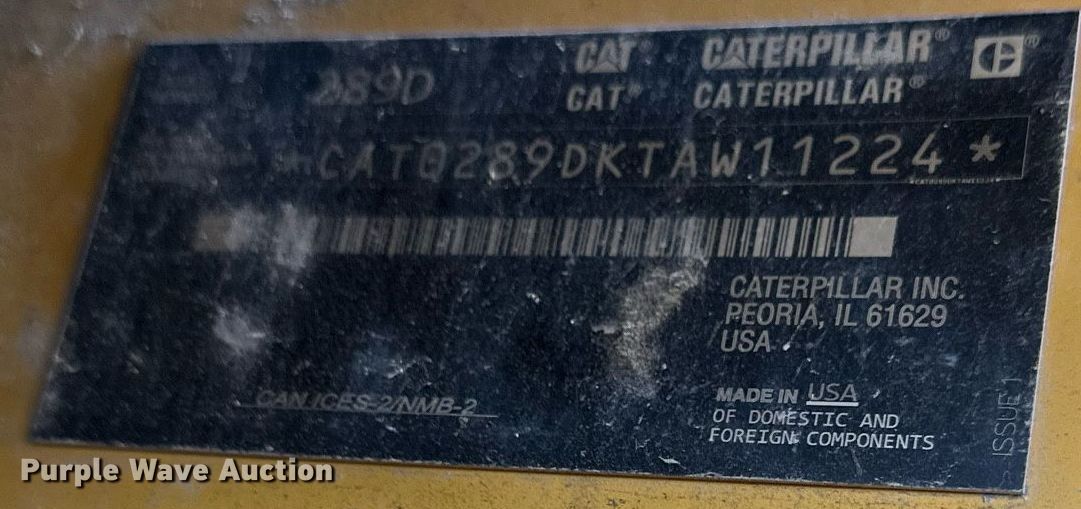 289D
CAT® CATERPILLAR® ®
CAT® CATERPILLAR®
*CAT0289DKTAW11224*
CATERPILLAR INC.
PEORIA, IL 61629
USA
CAN ICES-2/NMB-2
MADE IN USA
OF DOMESTIC AND
FOREIGN COMPONENTS
ISSUE 1
Purple Wave Auction